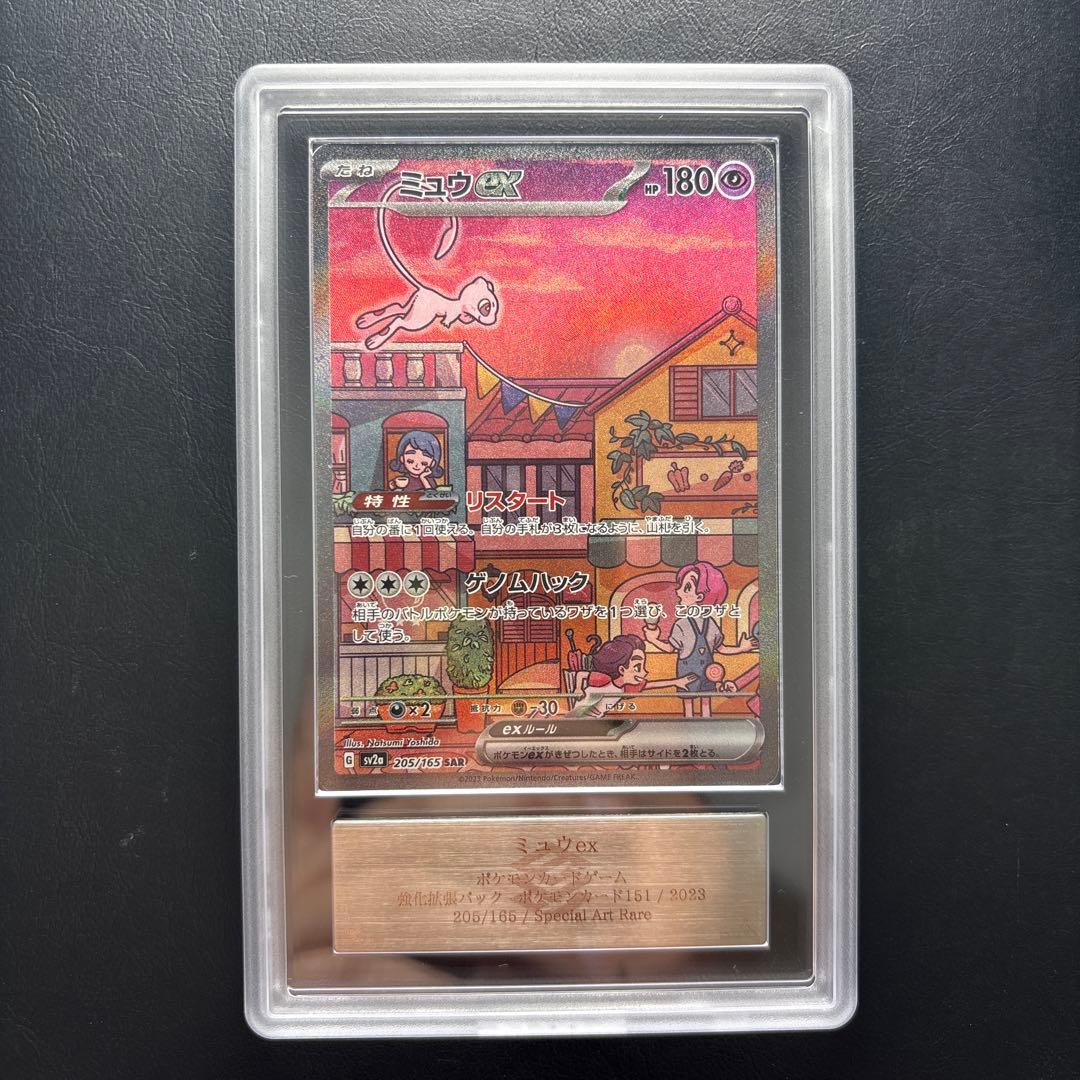 たね
ミュウex
HP 180
特性 とくせい リスタート
自分の番に1回使える。自分の手札が3枚になるように、山札を引く。
ゲノムハック
相手のバトルポケモンが持っているワザを1つ選び、このワザと
して使う。
弱点 ×2 抵抗力 -30 にげる
exルール
ポケモンexがきぜつしたとき、相手はサイドを2枚とる。
Illus. Natsumi Yoshida
G sv2a 205/165 SAR
©2023 Pokémon/Nintendo/Creatures/GAME FREAK.
ミュウex
ポケモンカードゲーム
強化拡張パック ポケモンカード151 / 2023
205/165 / Special Art Rare